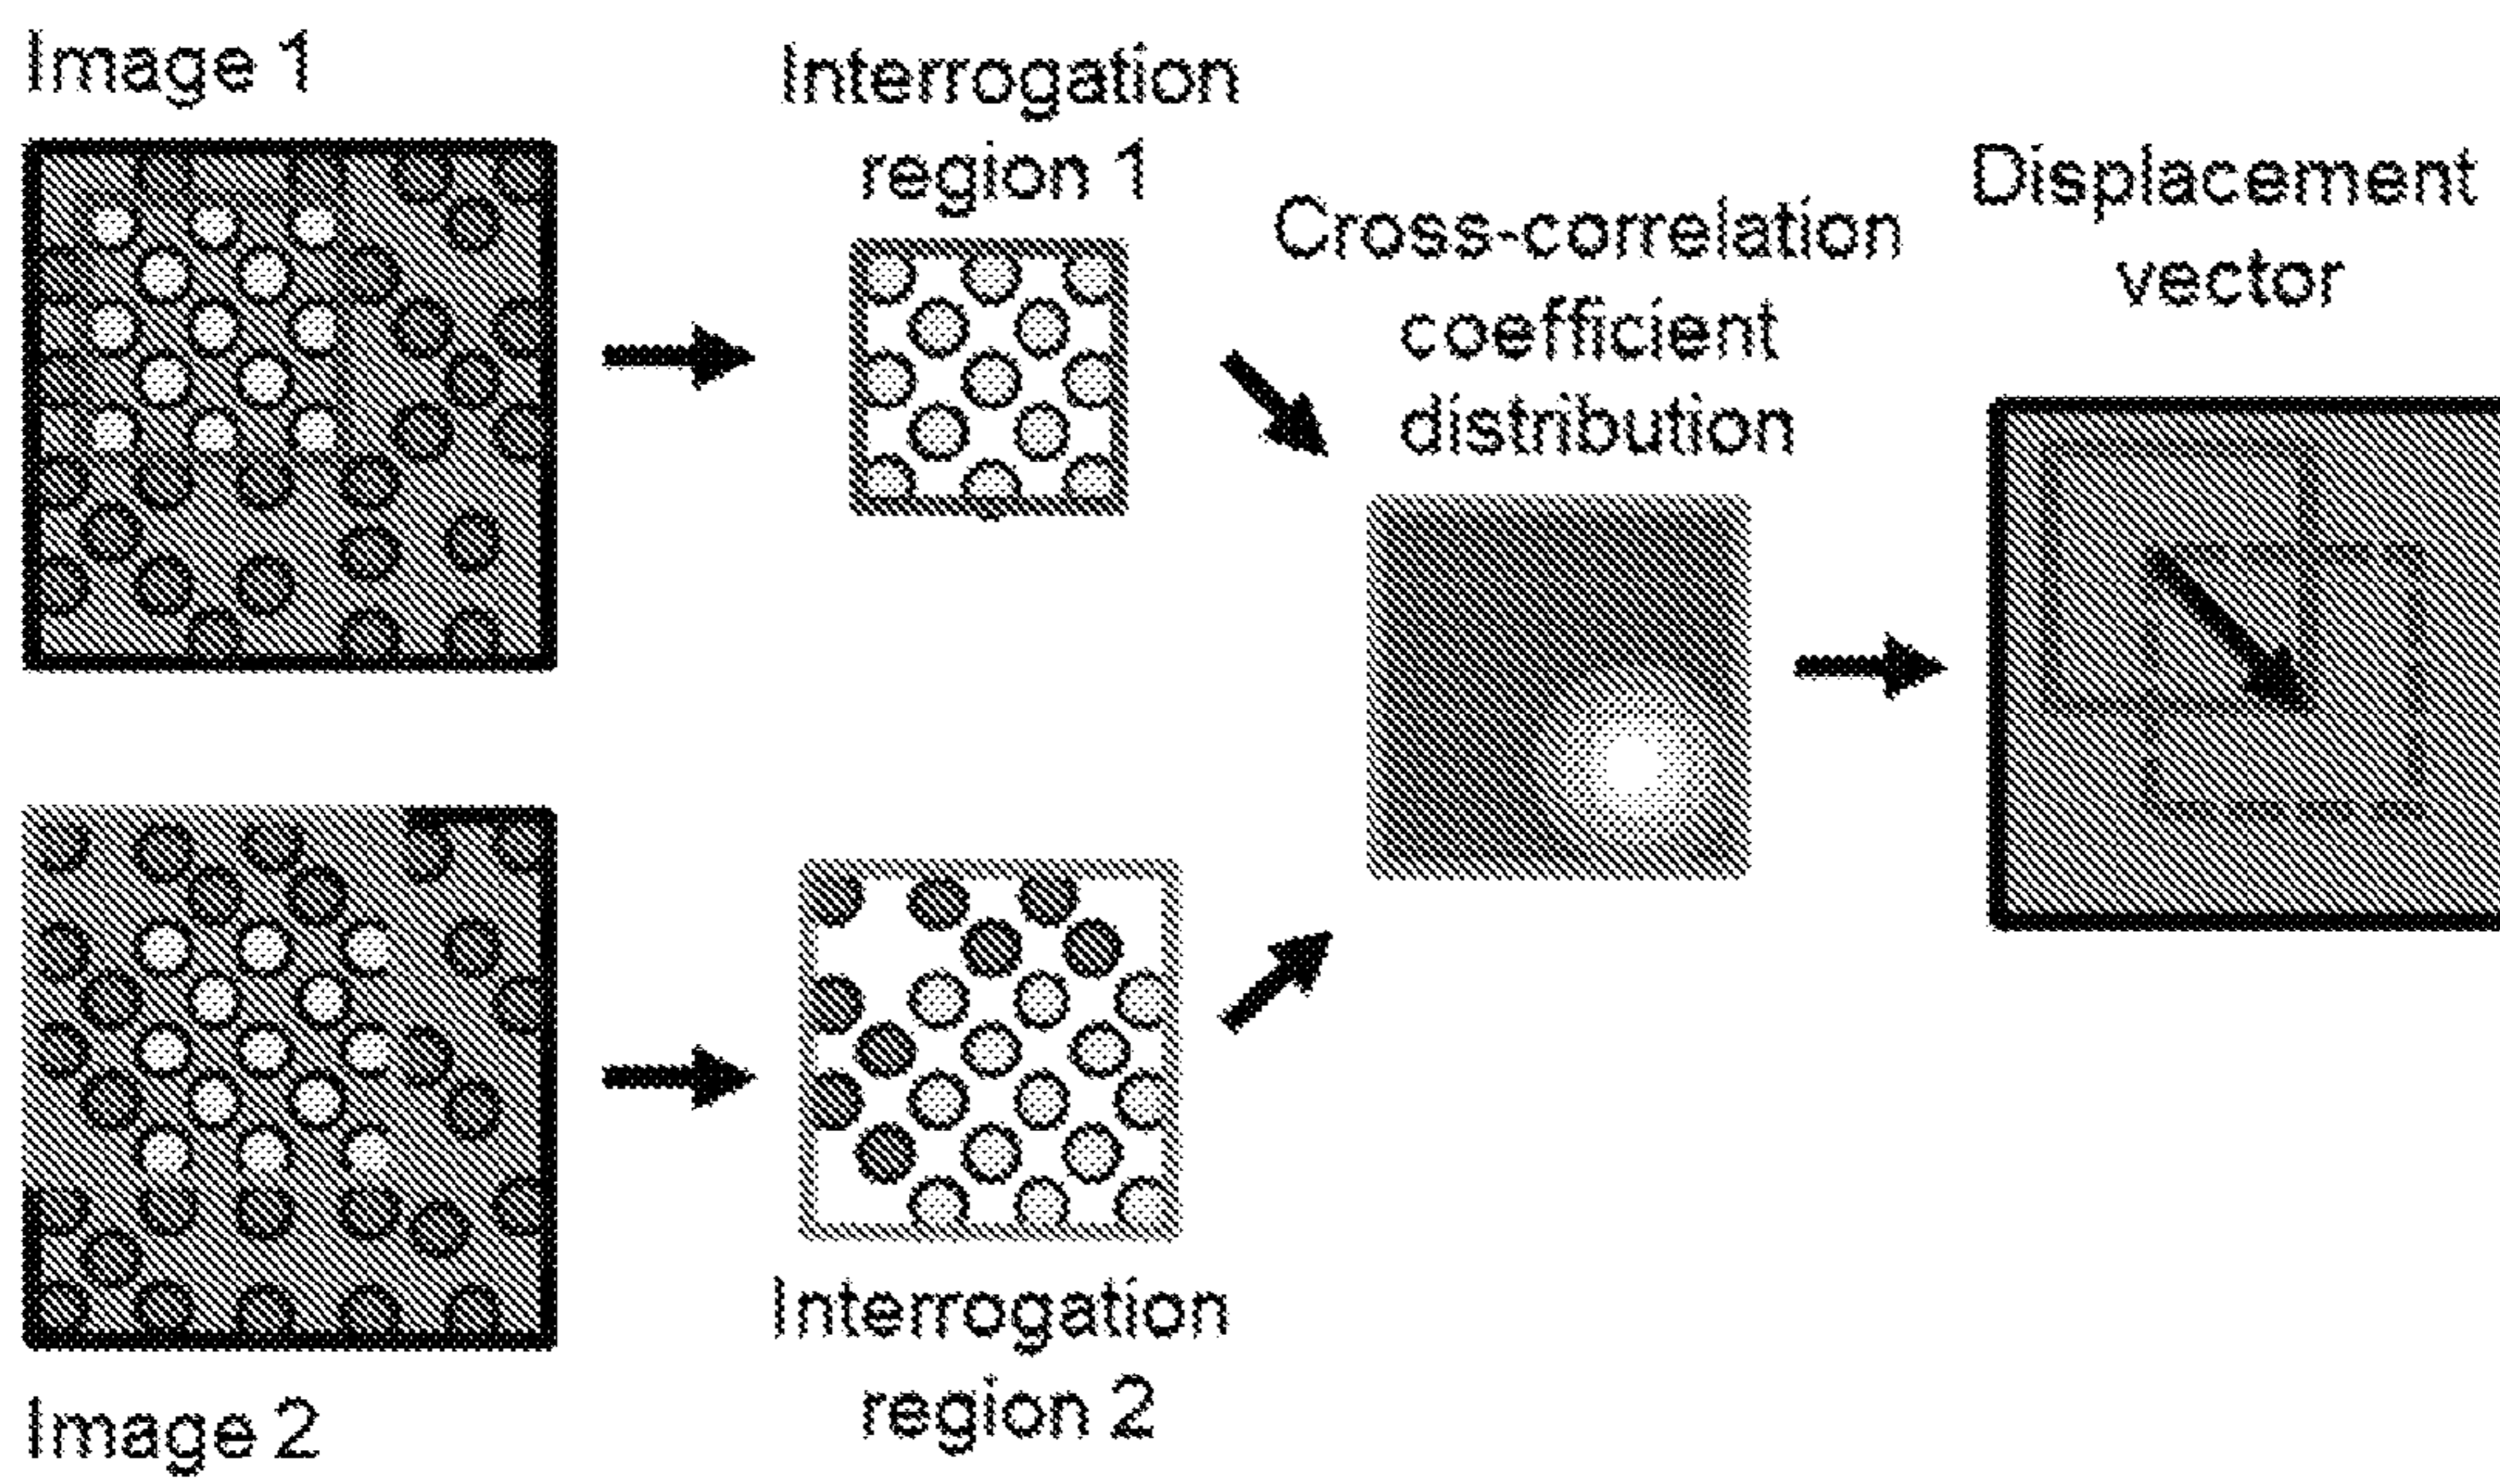 Image 1
Interrogation
region 1
Cross-correlation
coefficient
distribution
Displacement
vector
Interrogation
region 2
Image 2